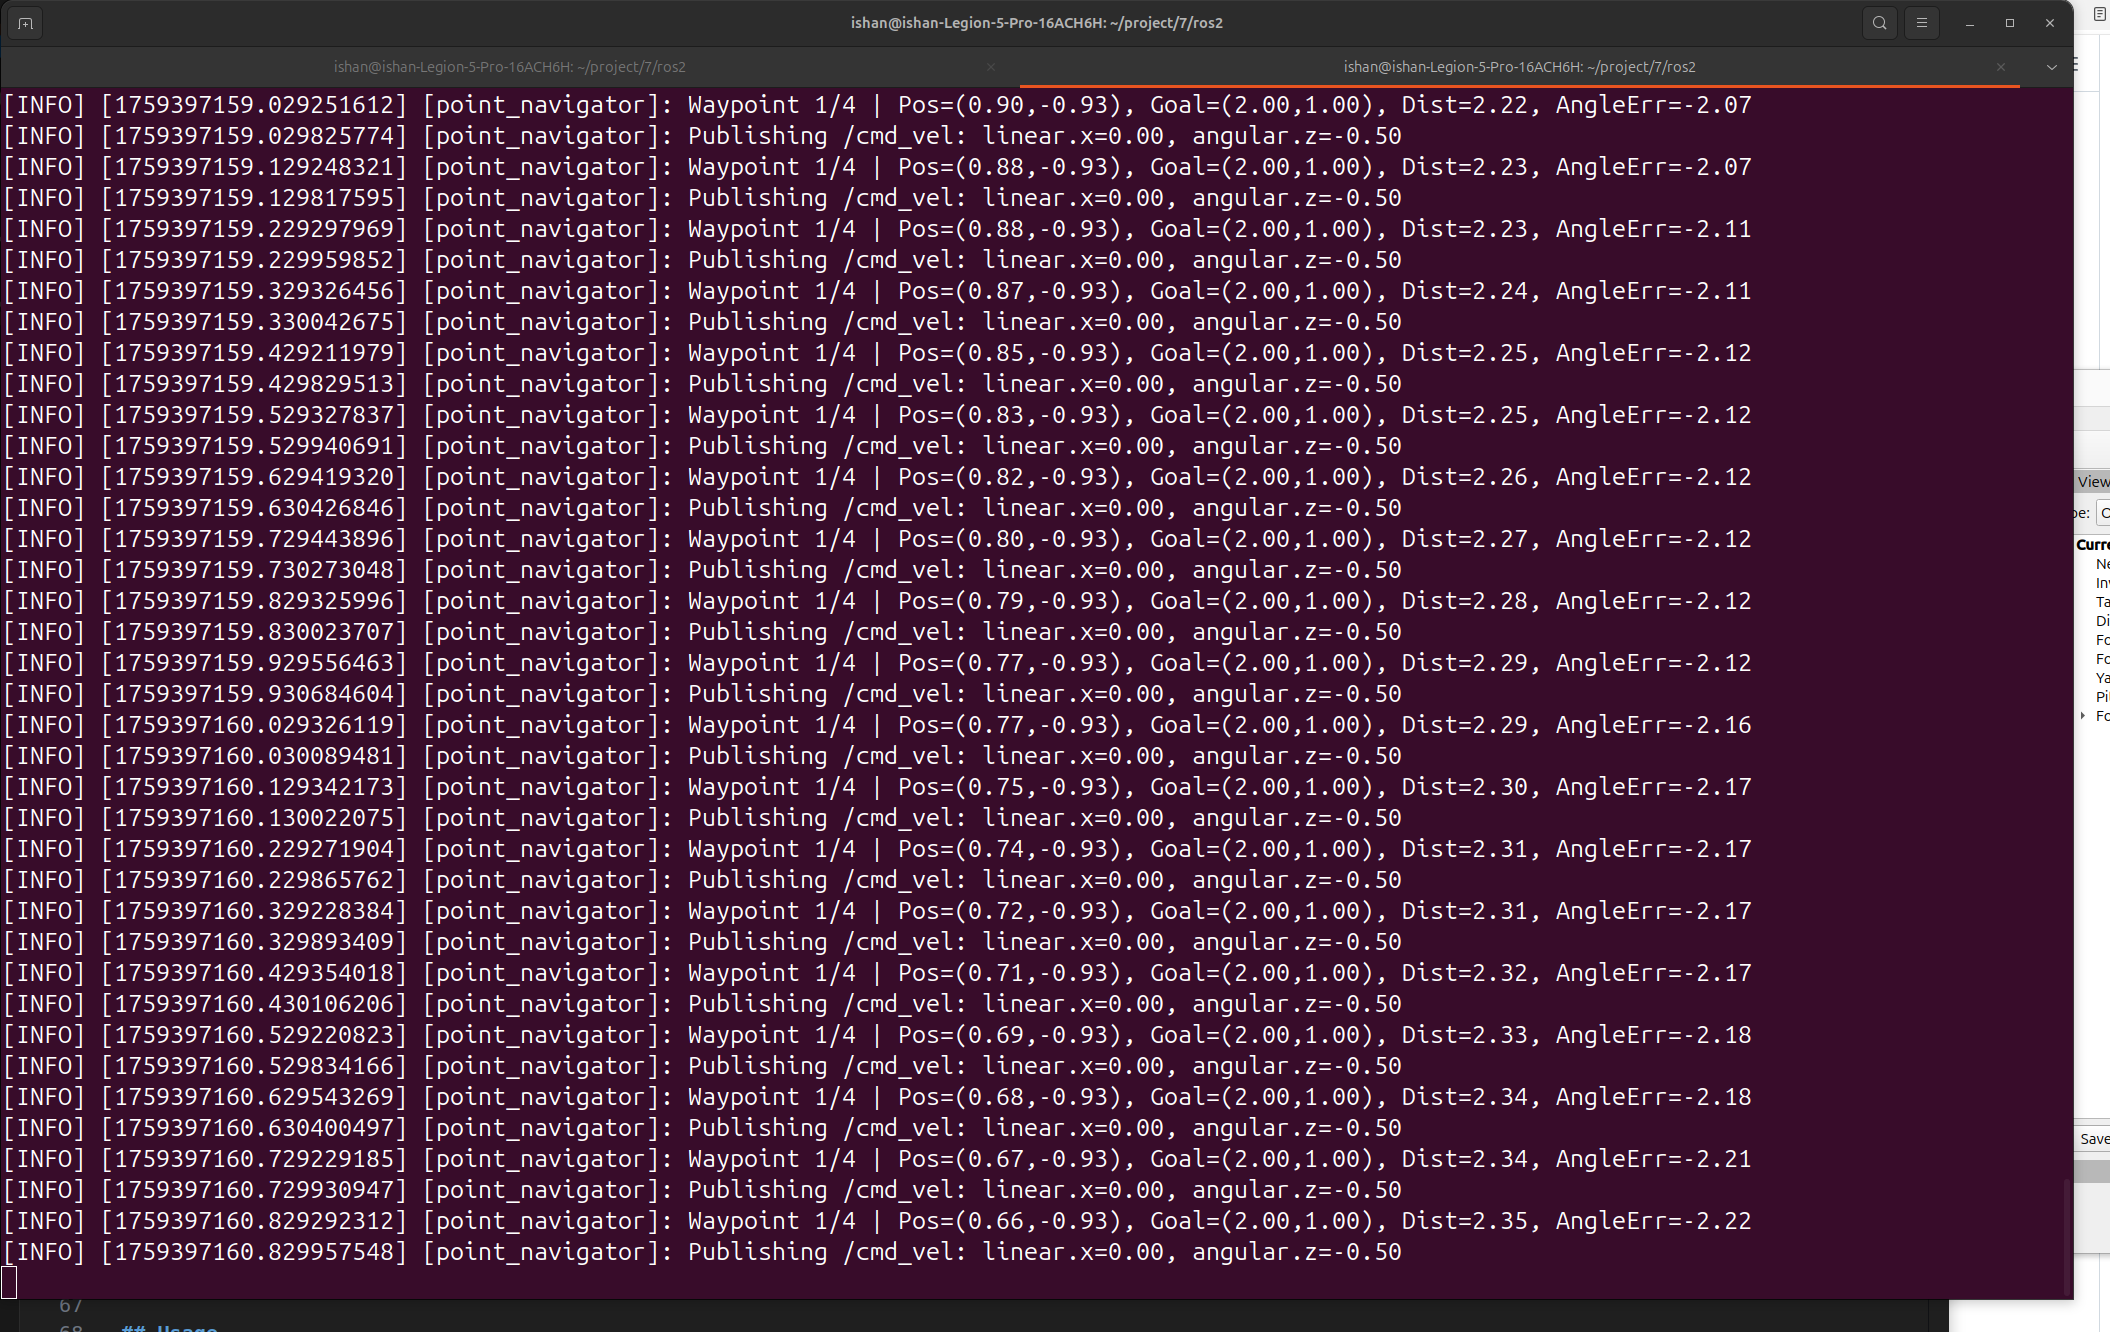 ishan@ishan-Legion-5-Pro-16ACH6H: ~/project/7/ros2
ishan@ishan-Legion-5-Pro-16ACH6H: ~/project/7/ros2
ishan@ishan-Legion-5-Pro-16ACH6H: ~/project/7/ros2
[INFO] [1759397159.029251612] [point_navigator]: Waypoint 1/4 | Pos=(0.90,-0.93), Goal=(2.00,1.00), Dist=2.22, AngleErr=-2.07
[INFO] [1759397159.029825774] [point_navigator]: Publishing /cmd_vel: linear.x=0.00, angular.z=-0.50
[INFO] [1759397159.129248321] [point_navigator]: Waypoint 1/4 | Pos=(0.88,-0.93), Goal=(2.00,1.00), Dist=2.23, AngleErr=-2.07
[INFO] [1759397159.129817595] [point_navigator]: Publishing /cmd_vel: linear.x=0.00, angular.z=-0.50
[INFO] [1759397159.229297969] [point_navigator]: Waypoint 1/4 | Pos=(0.88,-0.93), Goal=(2.00,1.00), Dist=2.23, AngleErr=-2.11
[INFO] [1759397159.229959852] [point_navigator]: Publishing /cmd_vel: linear.x=0.00, angular.z=-0.50
[INFO] [1759397159.329326456] [point_navigator]: Waypoint 1/4 | Pos=(0.87,-0.93), Goal=(2.00,1.00), Dist=2.24, AngleErr=-2.11
[INFO] [1759397159.330042675] [point_navigator]: Publishing /cmd_vel: linear.x=0.00, angular.z=-0.50
[INFO] [1759397159.429211979] [point_navigator]: Waypoint 1/4 | Pos=(0.85,-0.93), Goal=(2.00,1.00), Dist=2.25, AngleErr=-2.12
[INFO] [1759397159.429829513] [point_navigator]: Publishing /cmd_vel: linear.x=0.00, angular.z=-0.50
[INFO] [1759397159.529327837] [point_navigator]: Waypoint 1/4 | Pos=(0.83,-0.93), Goal=(2.00,1.00), Dist=2.25, AngleErr=-2.12
[INFO] [1759397159.529940691] [point_navigator]: Publishing /cmd_vel: linear.x=0.00, angular.z=-0.50
[INFO] [1759397159.629419320] [point_navigator]: Waypoint 1/4 | Pos=(0.82,-0.93), Goal=(2.00,1.00), Dist=2.26, AngleErr=-2.12
[INFO] [1759397159.630426846] [point_navigator]: Publishing /cmd_vel: linear.x=0.00, angular.z=-0.50
[INFO] [1759397159.729443896] [point_navigator]: Waypoint 1/4 | Pos=(0.80,-0.93), Goal=(2.00,1.00), Dist=2.27, AngleErr=-2.12
[INFO] [1759397159.730273048] [point_navigator]: Publishing /cmd_vel: linear.x=0.00, angular.z=-0.50
[INFO] [1759397159.829325996] [point_navigator]: Waypoint 1/4 | Pos=(0.79,-0.93), Goal=(2.00,1.00), Dist=2.28, AngleErr=-2.12
[INFO] [1759397159.830023707] [point_navigator]: Publishing /cmd_vel: linear.x=0.00, angular.z=-0.50
[INFO] [1759397159.929556463] [point_navigator]: Waypoint 1/4 | Pos=(0.77,-0.93), Goal=(2.00,1.00), Dist=2.29, AngleErr=-2.12
[INFO] [1759397159.930684604] [point_navigator]: Publishing /cmd_vel: linear.x=0.00, angular.z=-0.50
[INFO] [1759397160.029326119] [point_navigator]: Waypoint 1/4 | Pos=(0.77,-0.93), Goal=(2.00,1.00), Dist=2.29, AngleErr=-2.16
[INFO] [1759397160.030089481] [point_navigator]: Publishing /cmd_vel: linear.x=0.00, angular.z=-0.50
[INFO] [1759397160.129342173] [point_navigator]: Waypoint 1/4 | Pos=(0.75,-0.93), Goal=(2.00,1.00), Dist=2.30, AngleErr=-2.17
[INFO] [1759397160.130022075] [point_navigator]: Publishing /cmd_vel: linear.x=0.00, angular.z=-0.50
[INFO] [1759397160.229271904] [point_navigator]: Waypoint 1/4 | Pos=(0.74,-0.93), Goal=(2.00,1.00), Dist=2.31, AngleErr=-2.17
[INFO] [1759397160.229865762] [point_navigator]: Publishing /cmd_vel: linear.x=0.00, angular.z=-0.50
[INFO] [1759397160.329228384] [point_navigator]: Waypoint 1/4 | Pos=(0.72,-0.93), Goal=(2.00,1.00), Dist=2.31, AngleErr=-2.17
[INFO] [1759397160.329893409] [point_navigator]: Publishing /cmd_vel: linear.x=0.00, angular.z=-0.50
[INFO] [1759397160.429354018] [point_navigator]: Waypoint 1/4 | Pos=(0.71,-0.93), Goal=(2.00,1.00), Dist=2.32, AngleErr=-2.17
[INFO] [1759397160.430106206] [point_navigator]: Publishing /cmd_vel: linear.x=0.00, angular.z=-0.50
[INFO] [1759397160.529220823] [point_navigator]: Waypoint 1/4 | Pos=(0.69,-0.93), Goal=(2.00,1.00), Dist=2.33, AngleErr=-2.18
[INFO] [1759397160.529834166] [point_navigator]: Publishing /cmd_vel: linear.x=0.00, angular.z=-0.50
[INFO] [1759397160.629543269] [point_navigator]: Waypoint 1/4 | Pos=(0.68,-0.93), Goal=(2.00,1.00), Dist=2.34, AngleErr=-2.18
[INFO] [1759397160.630400497] [point_navigator]: Publishing /cmd_vel: linear.x=0.00, angular.z=-0.50
[INFO] [1759397160.729229185] [point_navigator]: Waypoint 1/4 | Pos=(0.67,-0.93), Goal=(2.00,1.00), Dist=2.34, AngleErr=-2.21
[INFO] [1759397160.729930947] [point_navigator]: Publishing /cmd_vel: linear.x=0.00, angular.z=-0.50
[INFO] [1759397160.829292312] [point_navigator]: Waypoint 1/4 | Pos=(0.66,-0.93), Goal=(2.00,1.00), Dist=2.35, AngleErr=-2.22
[INFO] [1759397160.829957548] [point_navigator]: Publishing /cmd_vel: linear.x=0.00, angular.z=-0.50
67
68 ## Usage
View
Save